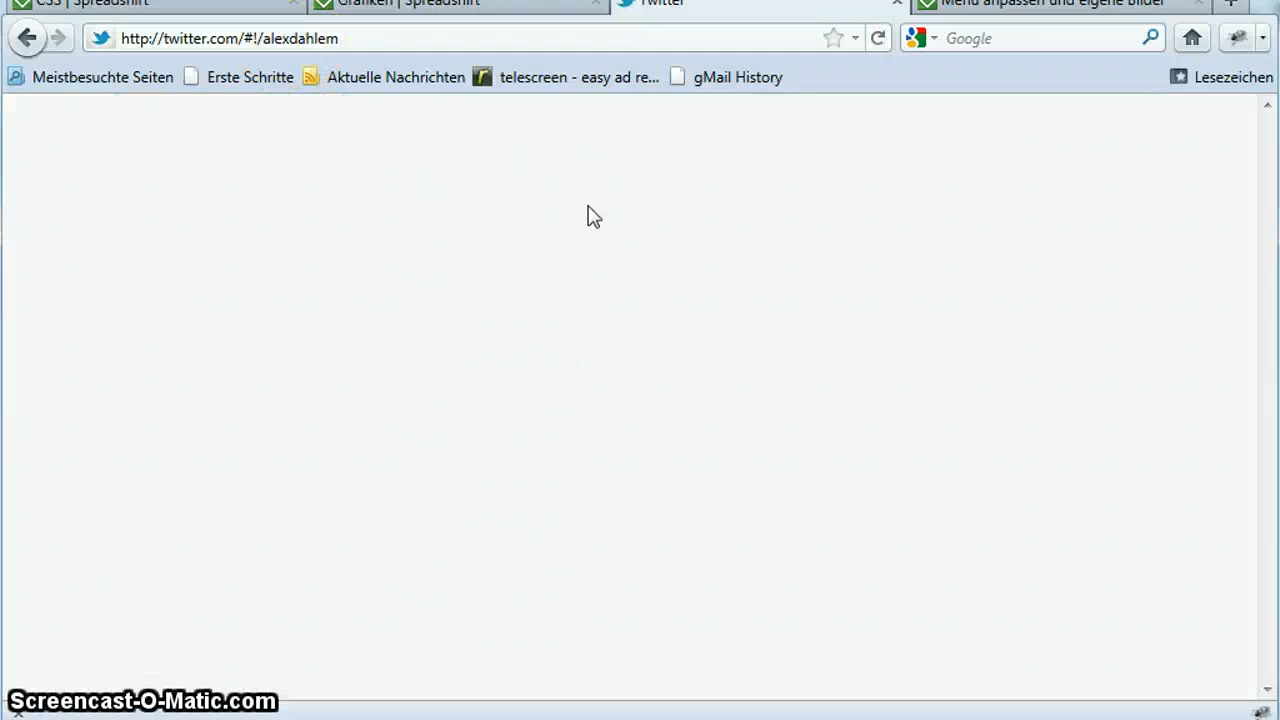 CSS | Spreadshirt
Grafiken | Spreadshirt
Twitter
Menü anpassen und eigene Bilder
http://twitter.com/#!/alexdahlem
Google
Meistbesuchte Seiten
Erste Schritte
Aktuelle Nachrichten
telescreen - easy ad re...
gMail History
Lesezeichen
Screencast-O-Matic.com